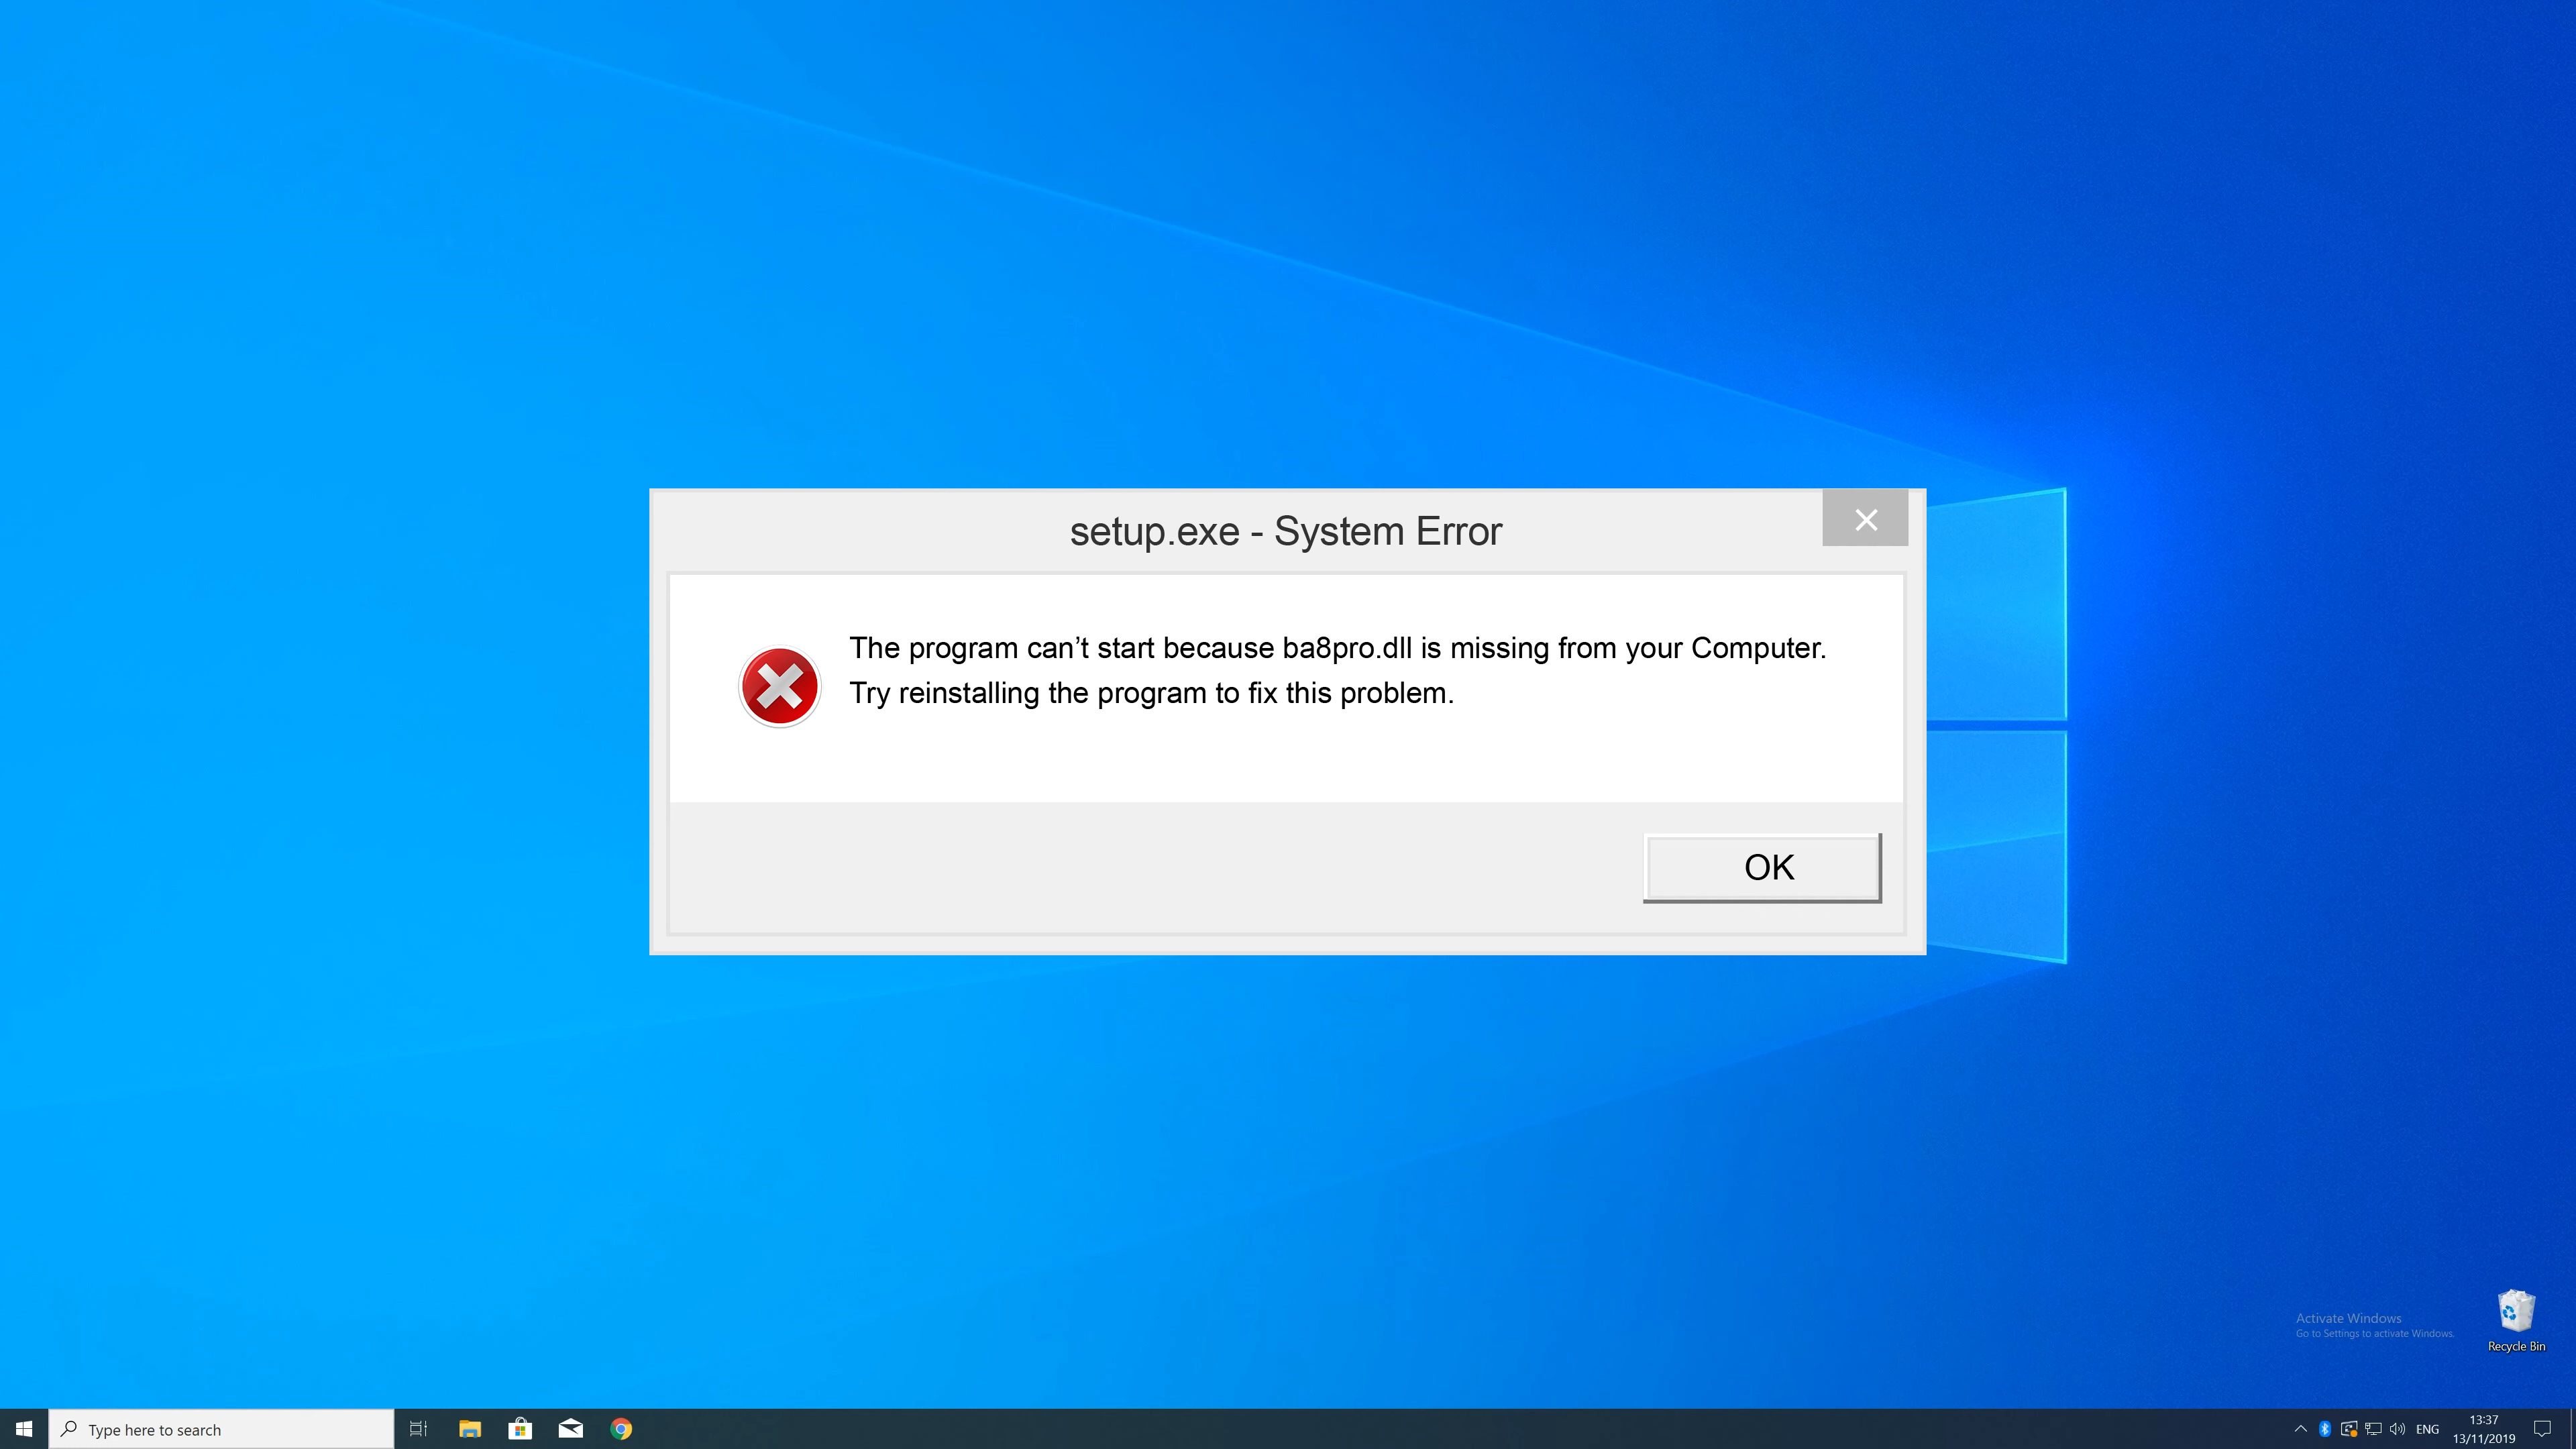 setup.exe - System Error
The program can’t start because ba8pro.dll is missing from your Computer.
Try reinstalling the program to fix this problem.
OK
Activate Windows
Go to Settings to activate Windows.
Recycle Bin
Type here to search
ENG
13:37
13/11/2019